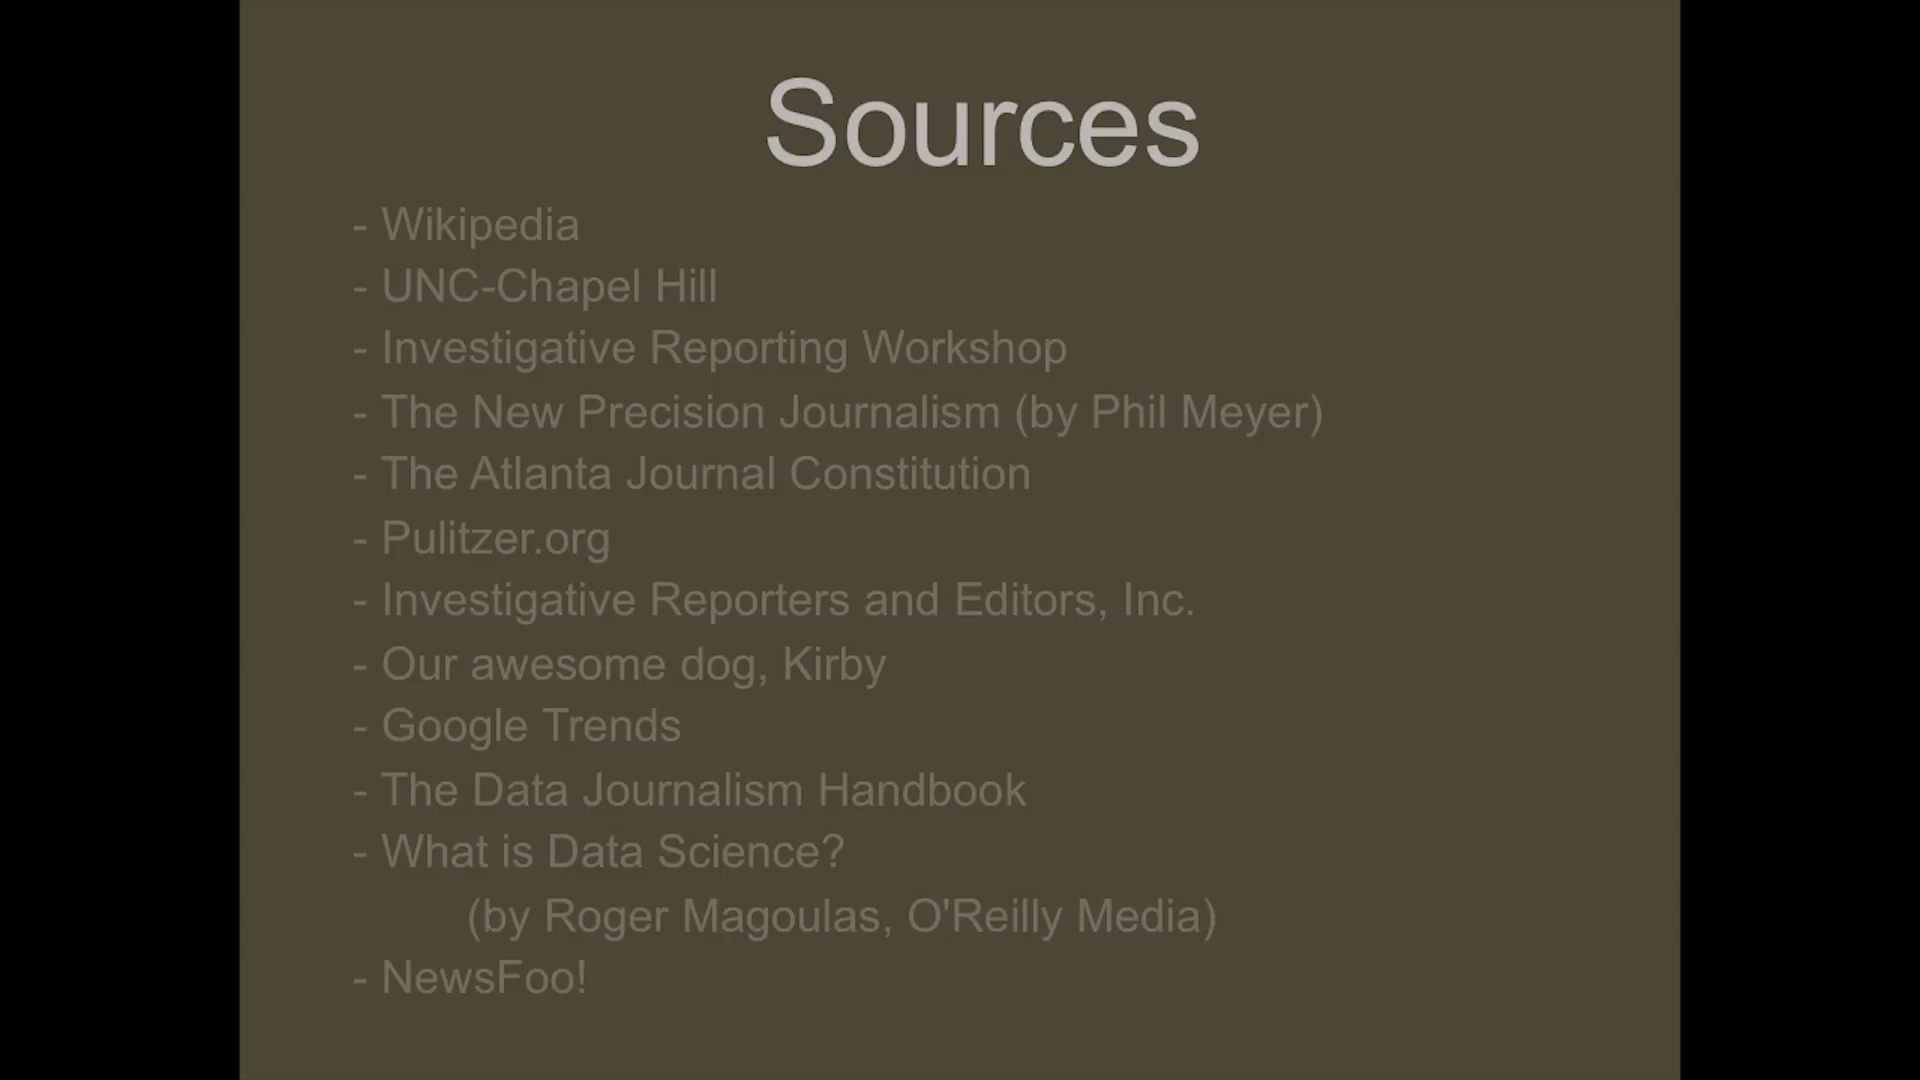 Sources
- Wikipedia
- UNC-Chapel Hill
- Investigative Reporting Workshop
- The New Precision Journalism (by Phil Meyer)
- The Atlanta Journal Constitution
- Pulitzer.org
- Investigative Reporters and Editors, Inc.
- Our awesome dog, Kirby
- Google Trends
- The Data Journalism Handbook
- What is Data Science?
(by Roger Magoulas, O'Reilly Media)
- NewsFoo!